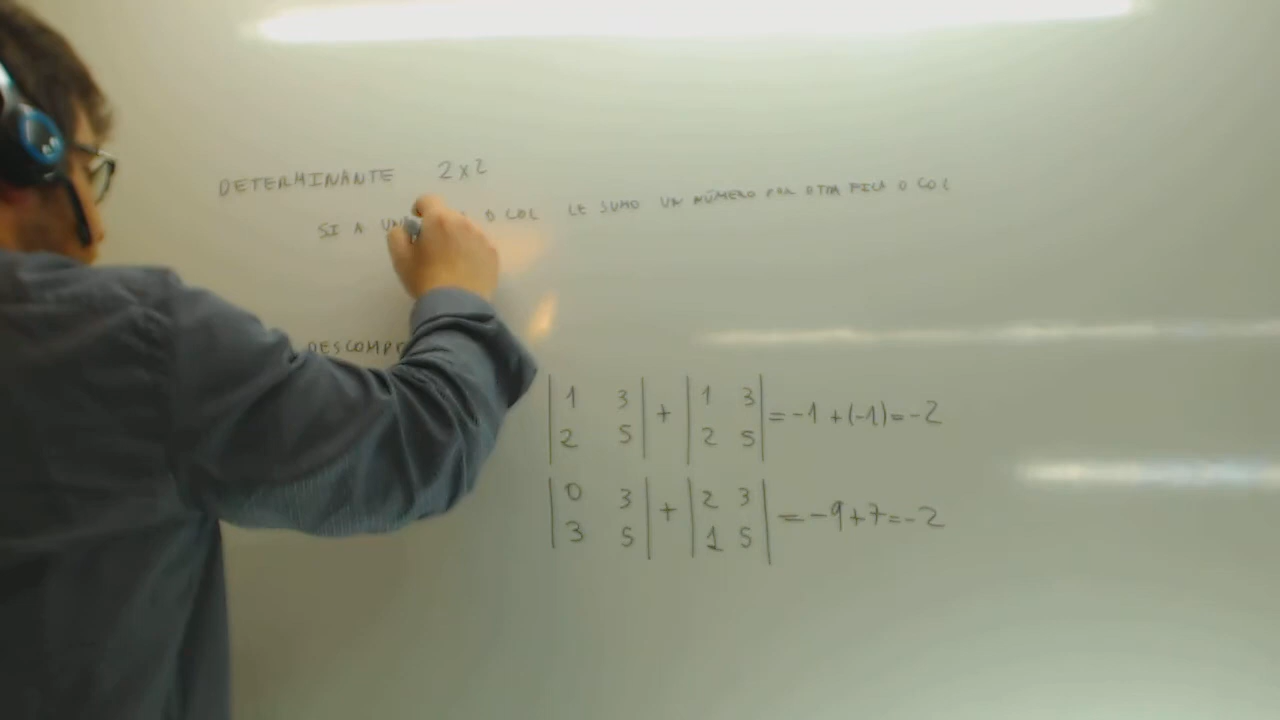 DETERMINANTE 2x2
SI A UN O COL LE SUMO UN NÚMERO POR OTRA FILA O COL
DESCOMP
| 1 3 | + | 1 3 | = -1 + (-1) = -2
| 2 5 | | 2 5 |
| 0 3 | + | 2 3 | = -9 + 7 = -2
| 3 5 | | 1 5 |